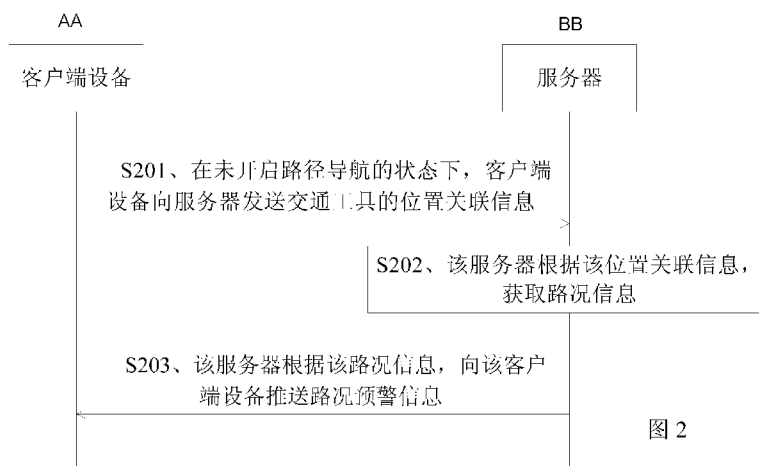 AA
BB
客户端设备
服务器
S201、在未开启路径导航的状态下，客户端
设备向服务器发送交通工具的位置关联信息
S202、该服务器根据该位置关联信息，
获取路况信息
S203、该服务器根据该路况信息，向该客户
端设备推送路况预警信息
图 2